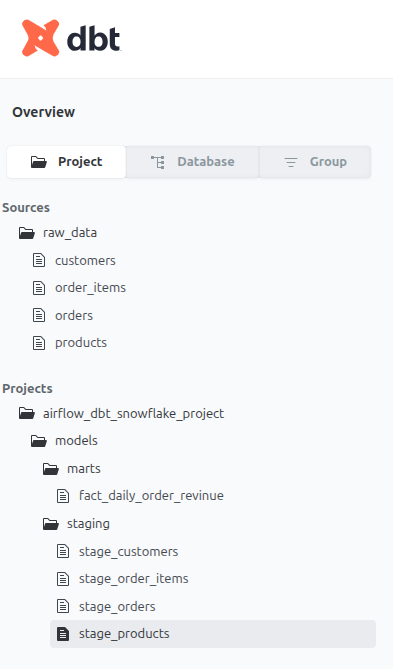 dbt
Overview
Project Database Group
Sources
raw_data
customers
order_items
orders
products
Projects
airflow_dbt_snowflake_project
models
marts
fact_daily_order_revinue
staging
stage_customers
stage_order_items
stage_orders
stage_products